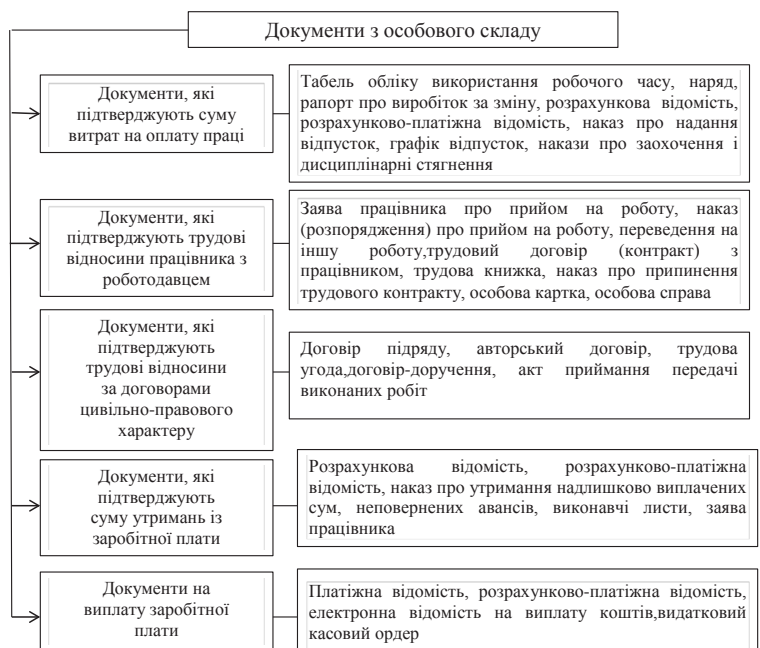 Документи з особового складу
Документи, які
підтверджують суму
витрат на оплату праці
Табель обліку використання робочого часу, наряд,
рапорт про виробіток за зміну, розрахункова відомість,
розрахунково-платіжна відомість, наказ про надання
відпусток, графік відпусток, накази про заохочення і
дисциплінарні стягнення
Документи, які
підтверджують трудові
відносини працівника з
роботодавцем
Заява працівника про прийом на роботу, наказ
(розпорядження) про прийом на роботу, переведення на
іншу роботу,трудовий договір (контракт) з
працівником, трудова книжка, наказ про припинення
трудового контракту, особова картка, особова справа
Документи, які
підтверджують
трудові відносини
за договорами
цивільно-правового
характеру
Договір підряду, авторський договір, трудова
угода,договір-доручення, акт приймання передачі
виконаних робіт
Документи, які
підтверджують
суму утримань із
заробітної плати
Розрахункова відомість, розрахунково-платіжна
відомість, наказ про утримання надлишково виплачених
сум, неповернених авансів, виконавчі листи, заява
працівника
Документи на
виплату заробітної
плати
Платіжна відомість, розрахунково-платіжна відомість,
електронна відомість на виплату коштів,видатковий
касовий ордер